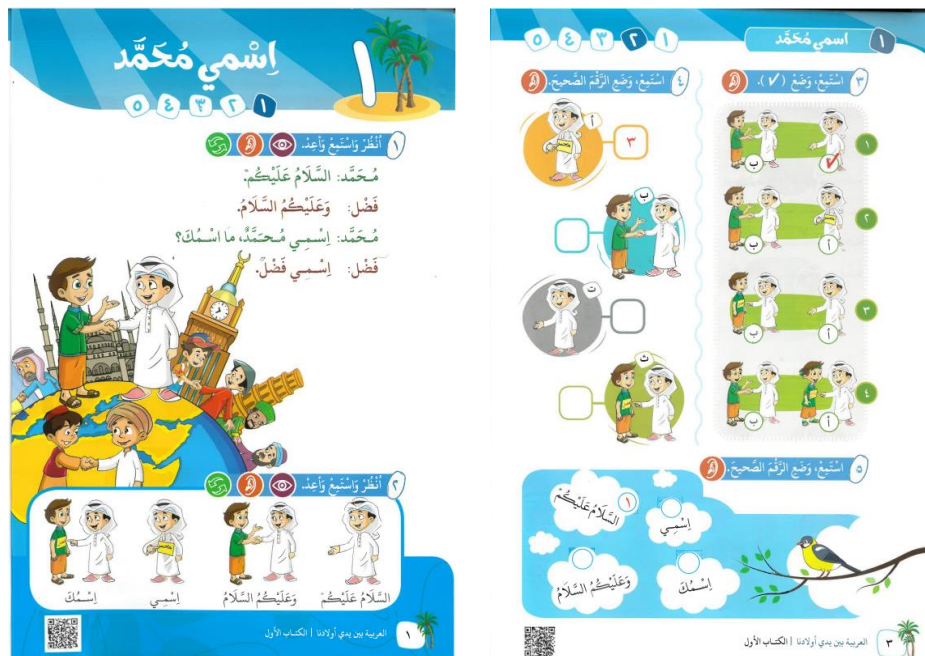 ١
اِسْمِي مُحَمَّد
١ ٢ ٣ ٤ ٥
١ اُنْظُرْ وَاسْتَمِعْ وَأَعِدْ.
مُحَمَّد: السَّلَامُ عَلَيْكُمْ.
فَضْل: وَعَلَيْكُمُ السَّلَامُ.
مُحَمَّد: اِسْمِي مُحَمَّدٌ، ما اسْمُكَ؟
فَضْل: اِسْمِي فَضْلٌ.
٢ اُنْظُرْ وَاسْتَمِعْ وَأَعِدْ.
السَّلَامُ عَلَيْكُمْ
وَعَلَيْكُمُ السَّلَامُ
اِسْمِي
اِسْمُكَ
١ العربية بين يدي أولادنا | الكتاب الأول
١ اسمي مُحَمَّد
١ ٢ ٣ ٤ ٥
٣ اسْتَمِعْ، وَضَعْ (✓).
١
ب
٢
أ ب
٣
أ ب
٤
أ ب
٤ اسْتَمِعْ، وَضَعِ الرَّقْمَ الصَّحيحَ.
أ
٣
ب
ت
ث
٥ اسْتَمِعْ، وَضَعِ الرَّقْمَ الصَّحيحَ.
١
السَّلَامُ عَلَيْكُمْ
اِسْمِي
وَعَلَيْكُمُ السَّلَامُ
اِسْمُكَ
العربية بين يدي أولادنا | الكتاب الأول ٣